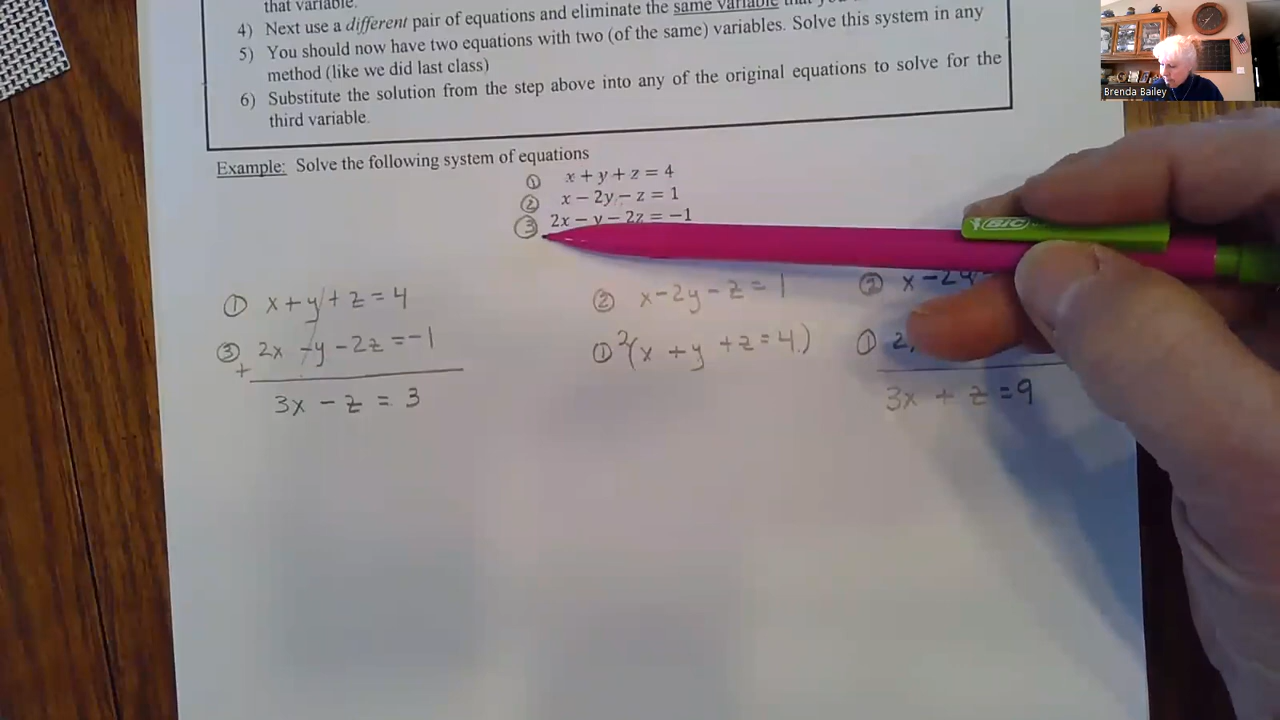 that variable.
4) Next use a different pair of equations and eliminate the same variable that you
5) You should now have two equations with two (of the same) variables. Solve this system in any
method (like we did last class)
6) Substitute the solution from the step above into any of the original equations to solve for the
third variable.
Example: Solve the following system of equations
① x + y + z = 4
② x − 2y − z = 1
③ 2x − y − 2z = −1
① x + y + z = 4
③ 2x − y − 2z = −1
+
3x − z = 3
② x − 2y − z = 1
① 2(x + y + z = 4)
② x − 2y
① 2
3x + z = 9
BIC
Brenda Bailey